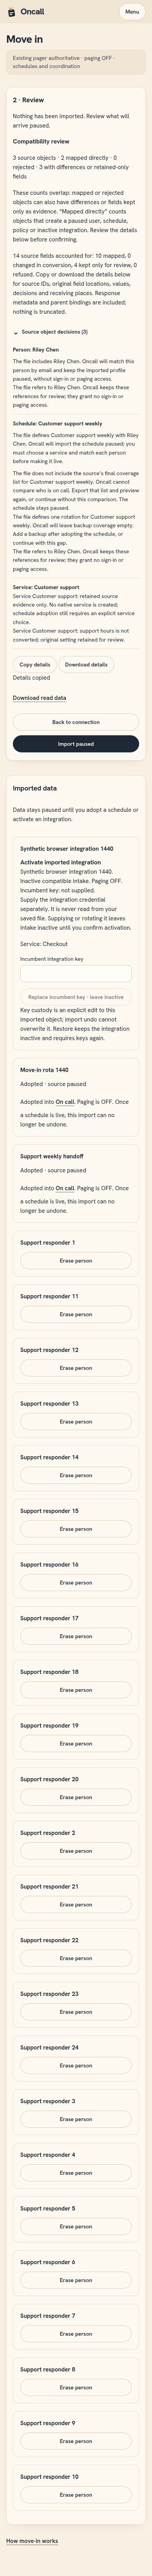 Oncall
Menu
Move in
Existing pager authoritative · paging OFF ·
schedules and coordination
2 · Review
Nothing has been imported. Review what will
arrive paused.
Compatibility review
3 source objects · 2 mapped directly · 0
rejected · 3 with differences or retained-only
fields
These counts overlap: mapped or rejected
objects can also have differences or fields kept
only as evidence. "Mapped directly" counts
objects that create a paused user, schedule,
policy or inactive integration. Review the details
below before confirming.
14 source fields accounted for: 10 mapped, 0
changed in conversion, 4 kept only for review, 0
refused. Copy or download the details below
for source IDs, original field locations, values,
decisions and receiving places. Response
metadata and parent bindings are included;
nothing is truncated.
Source object decisions (3)
Person: Riley Chen
The file includes Riley Chen. Oncall will match this
person by email and keep the imported profile
paused, without sign-in or paging access.
The file refers to Riley Chen. Oncall keeps these
references for review; they grant no sign-in or
paging access.
Schedule: Customer support weekly
The file defines Customer support weekly with Riley
Chen. Oncall will import the schedule paused; you
must choose a service and match each person
before making it live.
The file does not include the source's final coverage
list for Customer support weekly. Oncall cannot
compare who is on call. Export that list and preview
again, or continue without this comparison. The
schedule stays paused.
The file defines one rotation for Customer support
weekly. Oncall will leave backup coverage empty.
Add a backup after adopting the schedule, or
continue with this gap.
The file refers to Riley Chen. Oncall keeps these
references for review; they grant no sign-in or
paging access.
Service: Customer support
Service Customer support: retained source
evidence only. No native service is created;
schedule adoption still requires an explicit service
choice.
Service Customer support: support hours is not
converted; original setting retained for review.
Copy details
Download details
Details copied
Download read data
Back to connection
Import paused
Imported data
Data stays paused until you adopt a schedule or
activate an integration.
Synthetic browser integration 1440
Activate imported integration
Synthetic browser integration 1440.
Inactive compatible intake. Paging OFF.
Incumbent key: not supplied.
Supply the integration credential
separately. It is never read from your
saved file. Supplying or rotating it leaves
intake inactive until you confirm activation.
Service: Checkout
Incumbent integration key
Replace incumbent key · leave inactive
Key custody is an explicit edit to this
imported object; import undo cannot
overwrite it. Restore keeps the integration
inactive and requires keys again.
Move-in rota 1440
Adopted · source paused
Adopted into On call. Paging is OFF. Once
a schedule is live, this import can no
longer be undone.
Support weekly handoff
Adopted · source paused
Adopted into On call. Paging is OFF. Once
a schedule is live, this import can no
longer be undone.
Support responder 1
Erase person
Support responder 11
Erase person
Support responder 12
Erase person
Support responder 13
Erase person
Support responder 14
Erase person
Support responder 15
Erase person
Support responder 16
Erase person
Support responder 17
Erase person
Support responder 18
Erase person
Support responder 19
Erase person
Support responder 20
Erase person
Support responder 2
Erase person
Support responder 21
Erase person
Support responder 22
Erase person
Support responder 23
Erase person
Support responder 24
Erase person
Support responder 3
Erase person
Support responder 4
Erase person
Support responder 5
Erase person
Support responder 6
Erase person
Support responder 7
Erase person
Support responder 8
Erase person
Support responder 9
Erase person
Support responder 10
Erase person
How move-in works